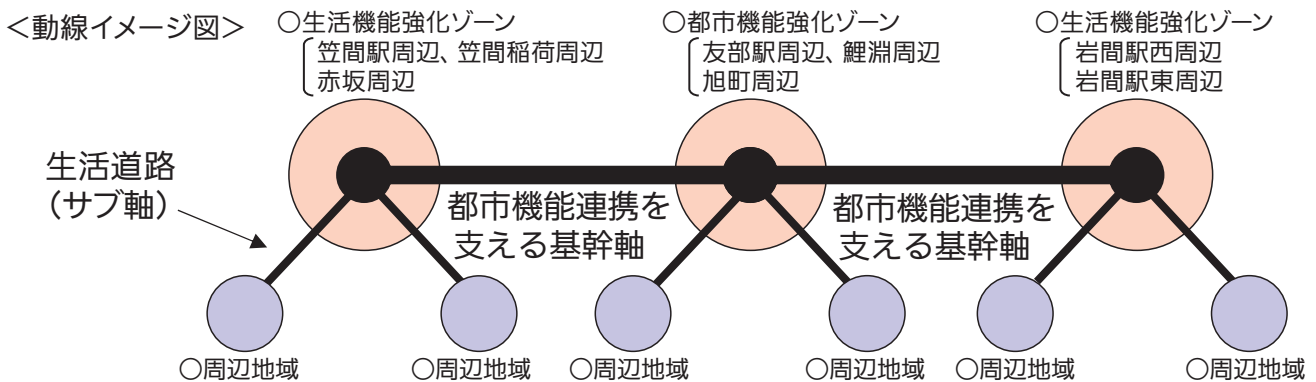 <動線イメージ図>
○生活機能強化ゾーン
笠間駅周辺、笠間稲荷周辺
赤坂周辺
○都市機能強化ゾーン
友部駅周辺、鯉淵周辺
旭町周辺
○生活機能強化ゾーン
岩間駅西周辺
岩間駅東周辺
生活道路
(サブ軸)
都市機能連携を
支える基幹軸
都市機能連携を
支える基幹軸
○周辺地域
○周辺地域
○周辺地域
○周辺地域
○周辺地域
○周辺地域